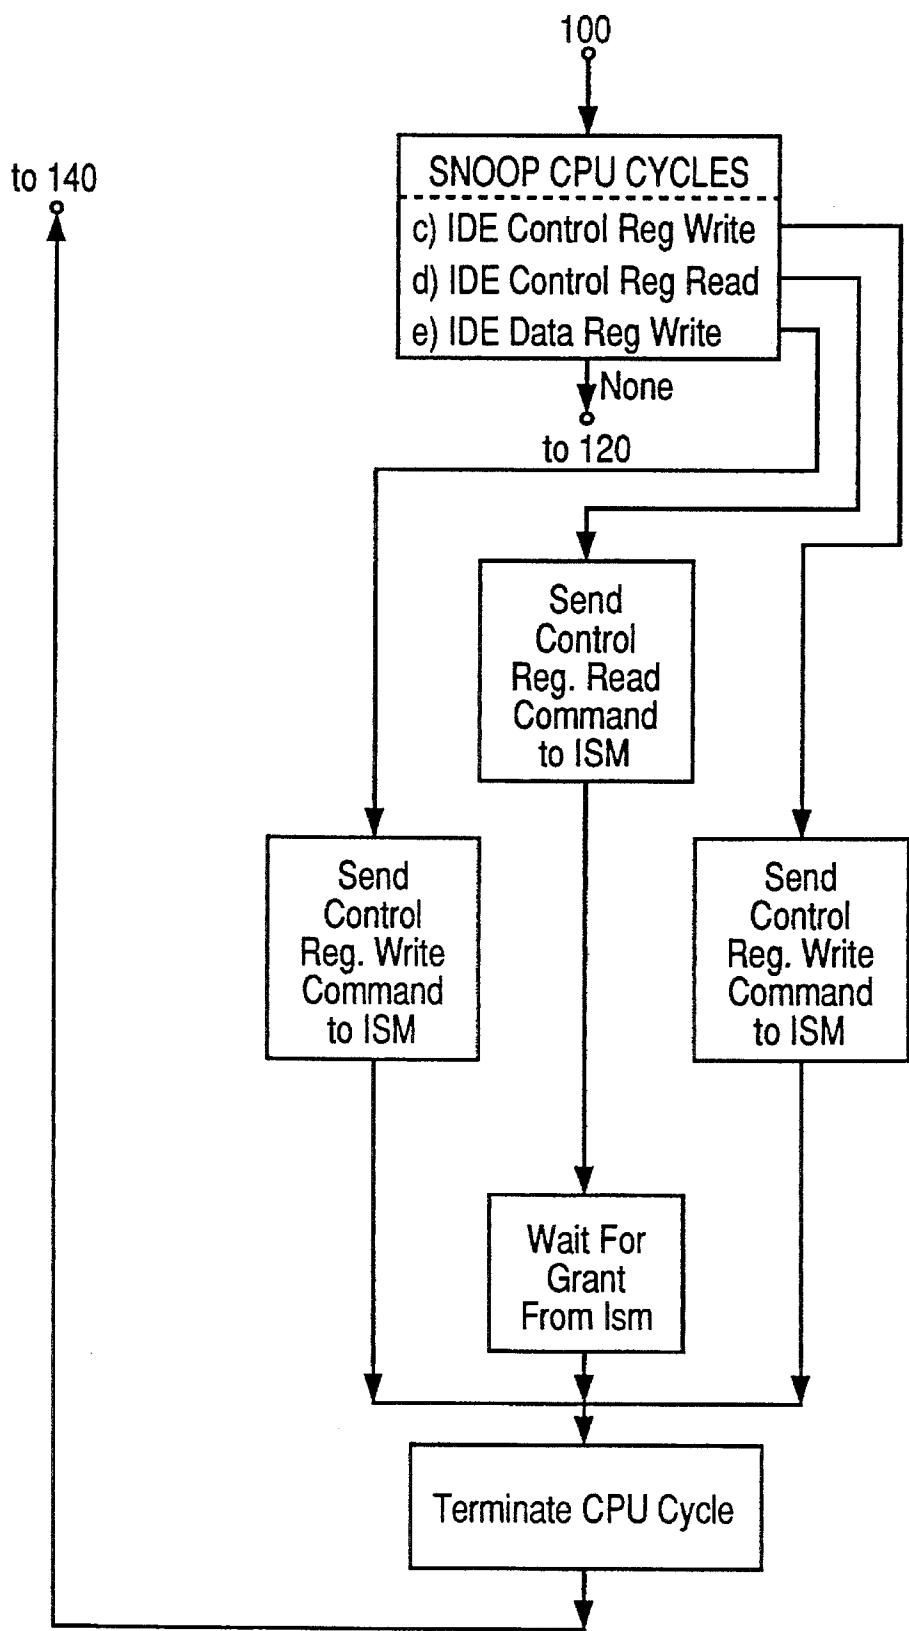 100
to 140
SNOOP CPU CYCLES
c) IDE Control Reg Write
d) IDE Control Reg Read
e) IDE Data Reg Write
None
to 120
Send
Control
Reg. Read
Command
to ISM
Send
Control
Reg. Write
Command
to ISM
Send
Control
Reg. Write
Command
to ISM
Wait For
Grant
From Ism
Terminate CPU Cycle